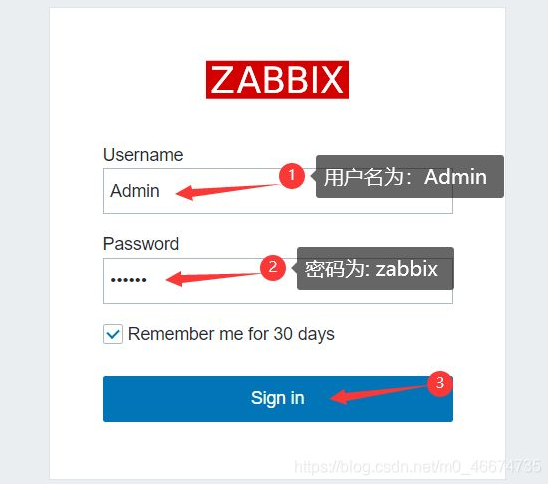 ZABBIX
Username
Admin
1
用户名为：Admin
Password
••••••
2
密码为: zabbix
Remember me for 30 days
Sign in
3
https://blog.csdn.net/m0_46674735